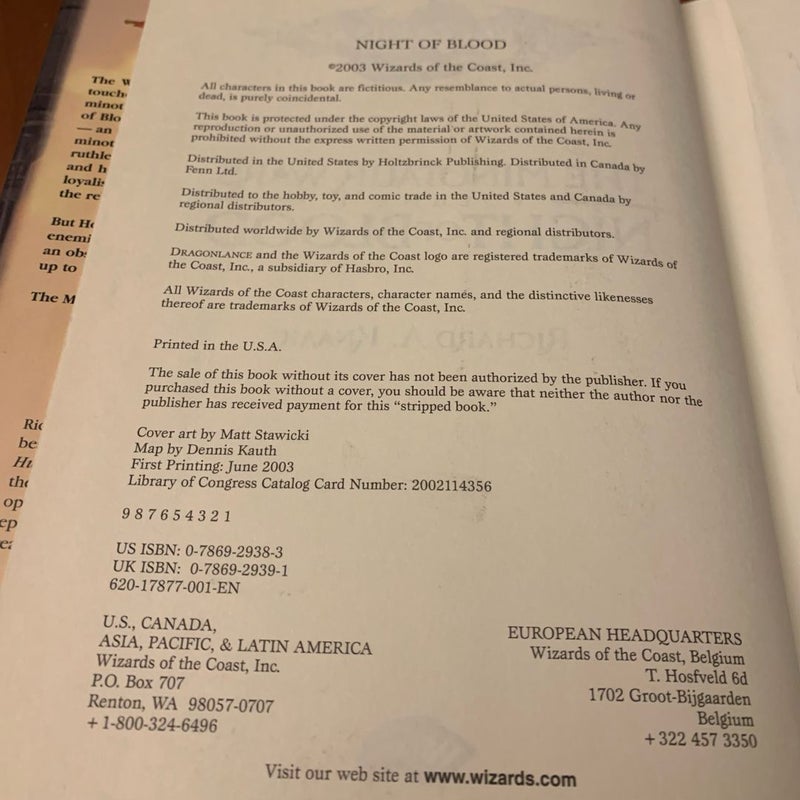 The W
touch
minot
of Blo
— an
minot
ruthle
and h
loyali
the re
But He
enemi
an ob
up to
The M
Ric
be
the
op
ep
NIGHT OF BLOOD
©2003 Wizards of the Coast, Inc.
All characters in this book are fictitious. Any resemblance to actual persons, living or
dead, is purely coincidental.
This book is protected under the copyright laws of the United States of America. Any
reproduction or unauthorized use of the material or artwork contained herein is
prohibited without the express written permission of Wizards of the Coast, Inc.
Distributed in the United States by Holtzbrinck Publishing. Distributed in Canada by
Fenn Ltd.
Distributed to the hobby, toy, and comic trade in the United States and Canada by
regional distributors.
Distributed worldwide by Wizards of the Coast, Inc. and regional distributors.
DRAGONLANCE and the Wizards of the Coast logo are registered trademarks of Wizards of
the Coast, Inc., a subsidiary of Hasbro, Inc.
All Wizards of the Coast characters, character names, and the distinctive likenesses
thereof are trademarks of Wizards of the Coast, Inc.
Printed in the U.S.A.
The sale of this book without its cover has not been authorized by the publisher. If you
purchased this book without a cover, you should be aware that neither the author nor the
publisher has received payment for this “stripped book.”
Cover art by Matt Stawicki
Map by Dennis Kauth
First Printing: June 2003
Library of Congress Catalog Card Number: 2002114356
9 8 7 6 5 4 3 2 1
US ISBN: 0-7869-2938-3
UK ISBN: 0-7869-2939-1
620-17877-001-EN
U.S., CANADA,
ASIA, PACIFIC, & LATIN AMERICA
Wizards of the Coast, Inc.
P.O. Box 707
Renton, WA 98057-0707
+ 1-800-324-6496
EUROPEAN HEADQUARTERS
Wizards of the Coast, Belgium
T. Hosfveld 6d
1702 Groot-Bijgaarden
Belgium
+ 322 457 3350
Visit our web site at www.wizards.com